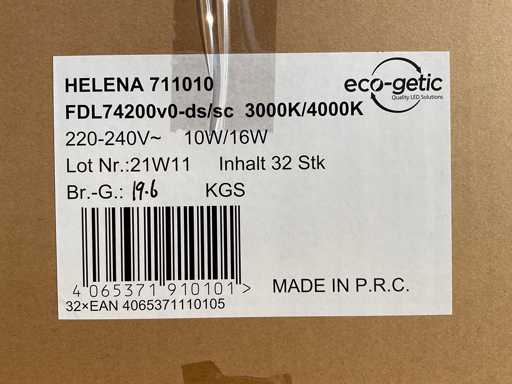 HELENA 711010
eco-getic
Quality LED Solutions
FDL74200v0-ds/sc 3000K/4000K
220-240V~ 10W/16W
Lot Nr.:21W11 Inhalt 32 Stk
Br.-G.: 19.6 KGS
4 065371 910101 >
MADE IN P.R.C.
32×EAN 4065371110105